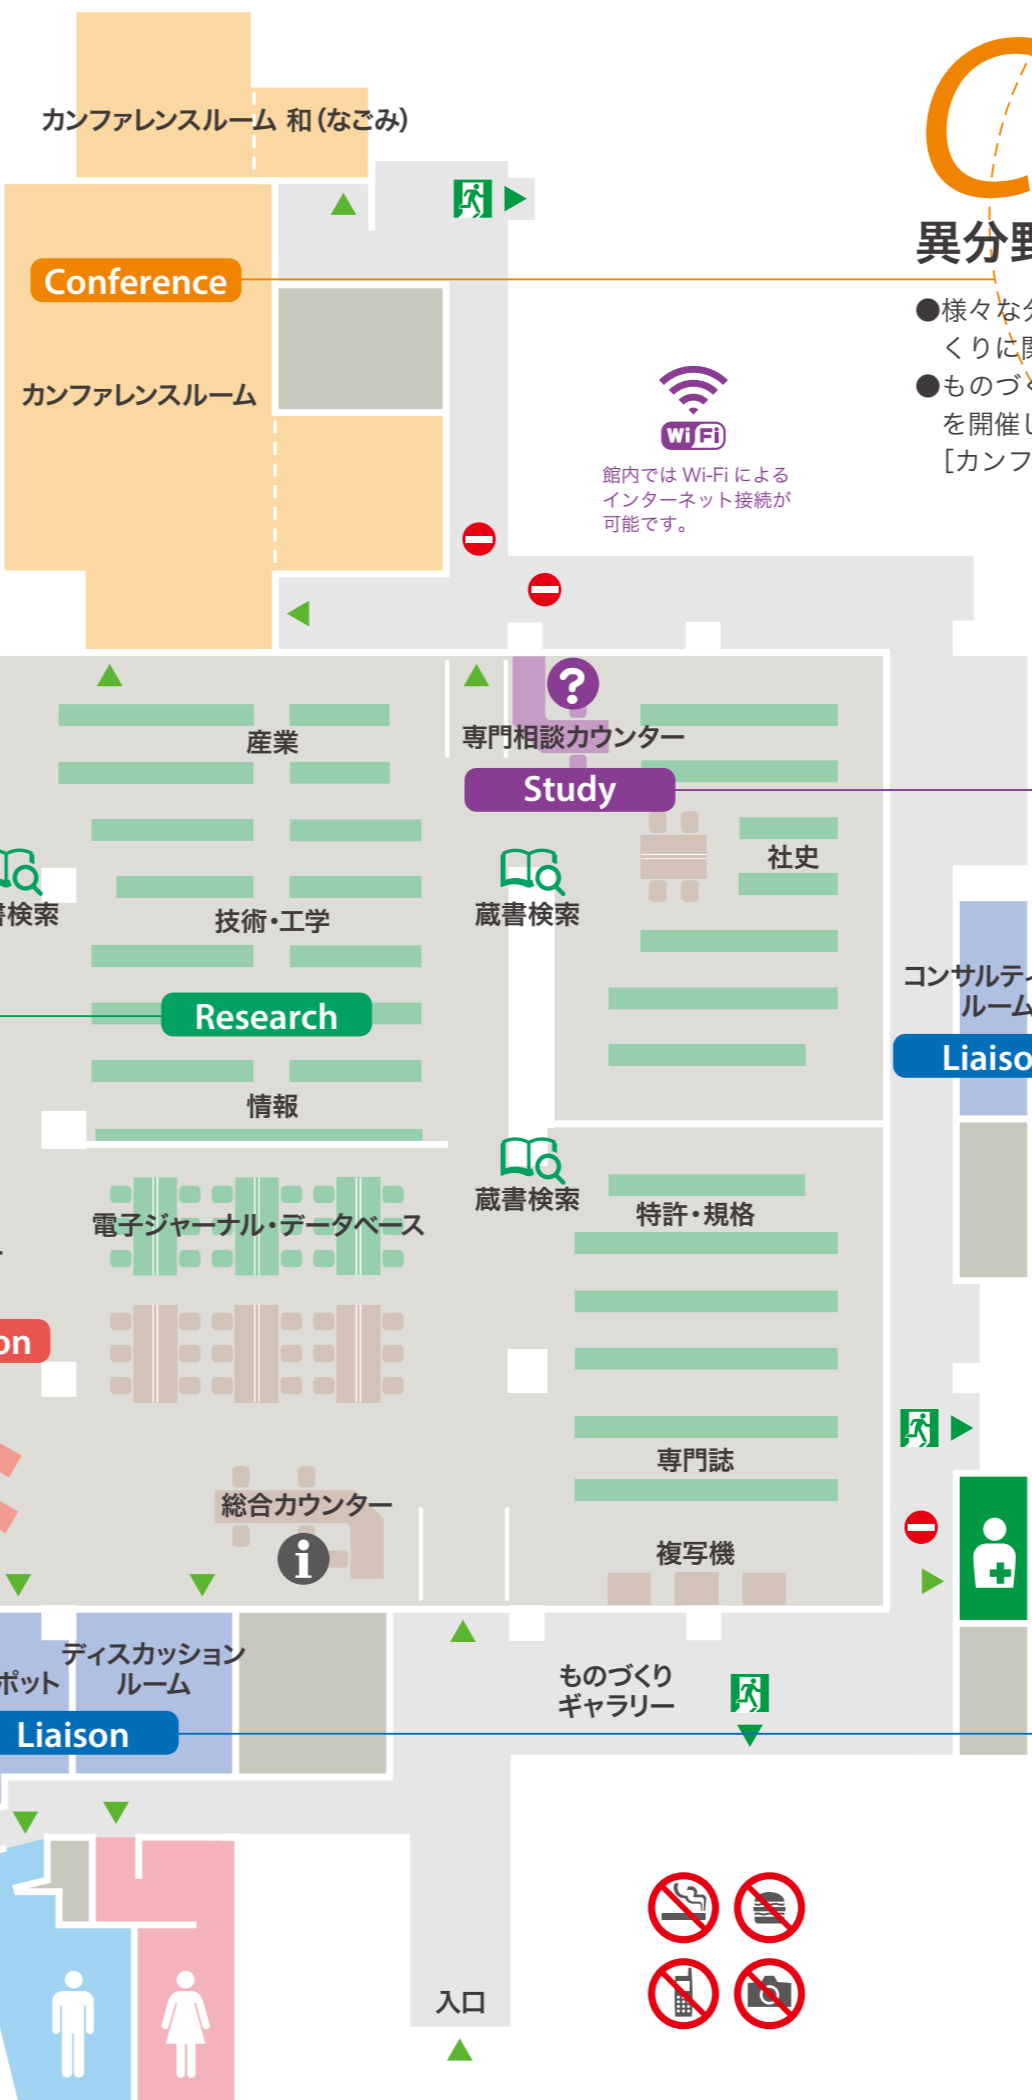 カンファレンスルーム 和(なごみ)
Conference
カンファレンスルーム
異分野
●様々な分
くりに関
●ものづく
を開催し
[カンファ
Wi Fi
館内では Wi-Fi による
インターネット接続が
可能です。
?
産業
専門相談カウンター
Study
社史
書検索
蔵書検索
技術・工学
コンサルティ
ルーム
Research
Liaiso
情報
蔵書検索
特許・規格
電子ジャーナル・データベース
on
専門誌
総合カウンター
i
複写機
ディスカッション
ルーム
ポット
ものづくり
ギャラリー
Liaison
入口